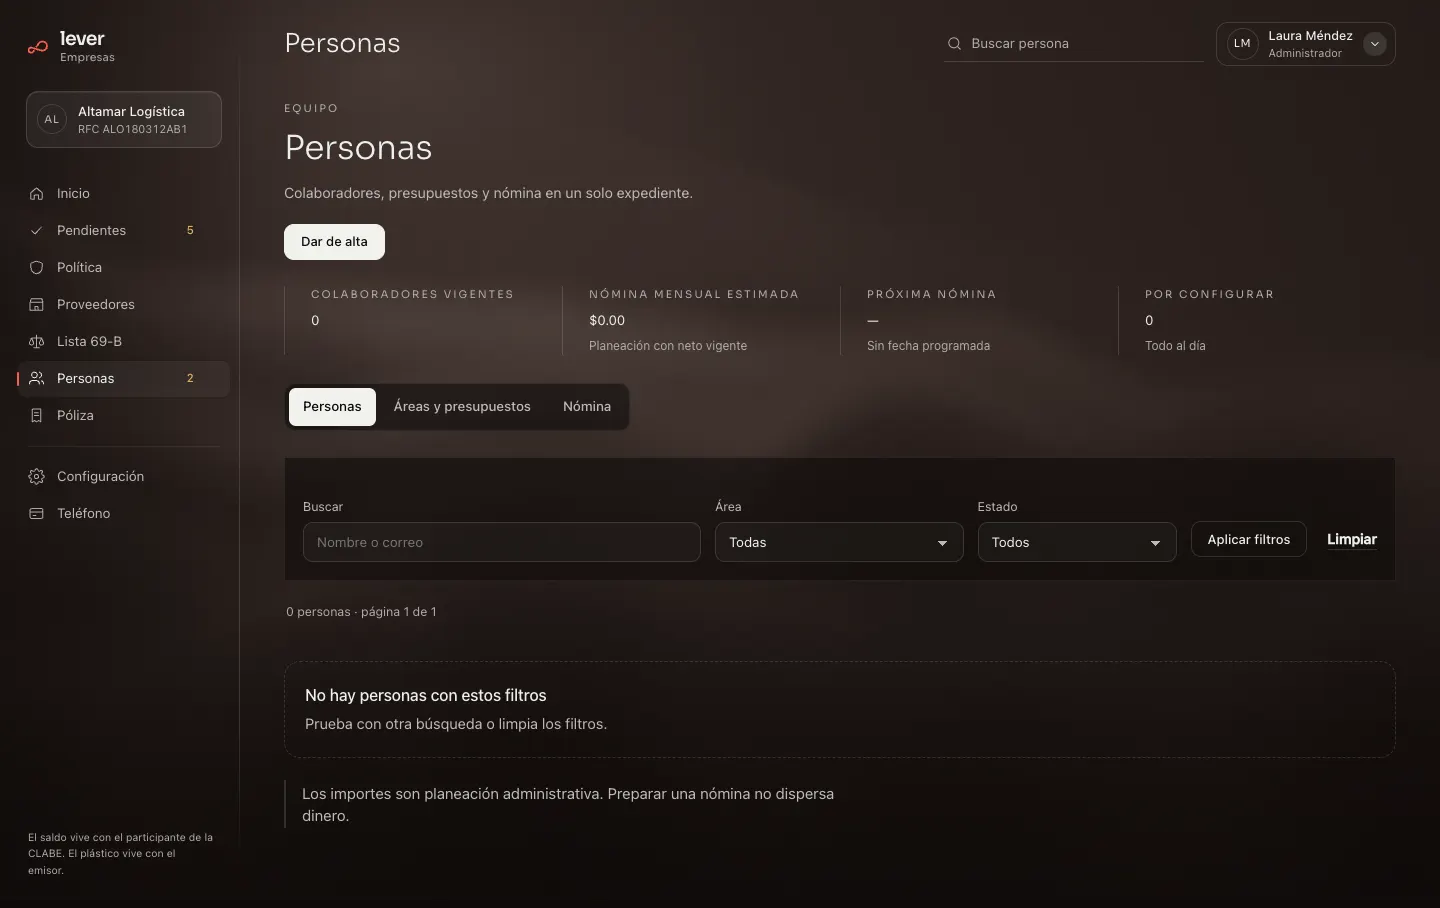 lever
Empresas
AL
Altamar Logística
RFC ALO180312AB1
Inicio
Pendientes 5
Política
Proveedores
Lista 69-B
Personas 2
Póliza
Configuración
Teléfono
El saldo vive con el participante de la
CLABE. El plástico vive con el
emisor.
Personas
Buscar persona
LM
Laura Méndez
Administrador
EQUIPO
Personas
Colaboradores, presupuestos y nómina en un solo expediente.
Dar de alta
COLABORADORES VIGENTES
0
NÓMINA MENSUAL ESTIMADA
$0.00
Planeación con neto vigente
PRÓXIMA NÓMINA
—
Sin fecha programada
POR CONFIGURAR
0
Todo al día
Personas
Áreas y presupuestos
Nómina
Buscar
Nombre o correo
Área
Todas
Estado
Todos
Aplicar filtros
Limpiar
0 personas · página 1 de 1
No hay personas con estos filtros
Prueba con otra búsqueda o limpia los filtros.
Los importes son planeación administrativa. Preparar una nómina no dispersa
dinero.